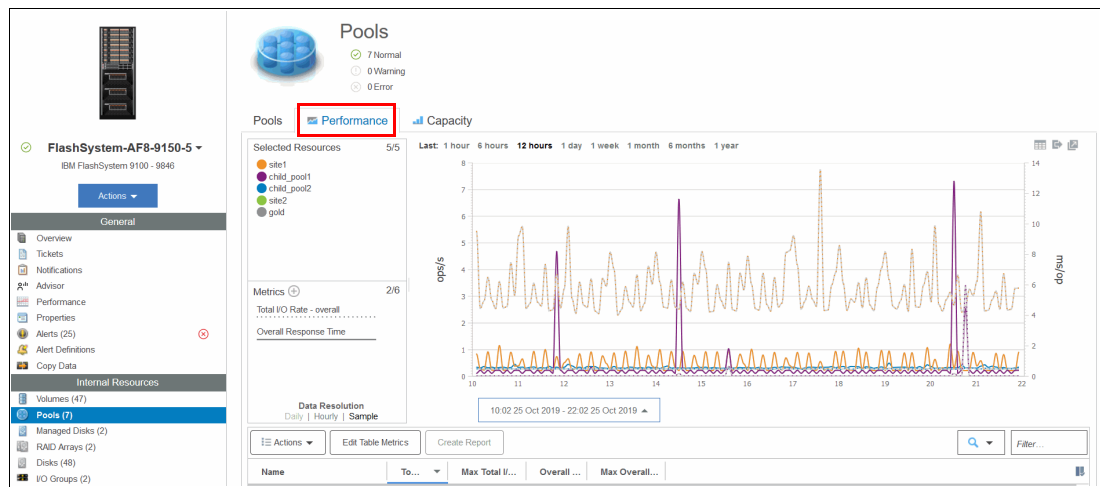 Pools
7 Normal
0 Warning
0 Error
FlashSystem-AF8-9150-5
IBM FlashSystem 9100 - 9846
Actions
General
Overview
Tickets
Notifications
Advisor
Performance
Properties
Alerts (25)
Alert Definitions
Copy Data
Internal Resources
Volumes (47)
Pools (7)
Managed Disks (2)
RAID Arrays (2)
Disks (48)
I/O Groups (2)
Pools Performance Capacity
Selected Resources 5/5
site1
child_pool1
child_pool2
site2
gold
Metrics 2/6
Total I/O Rate - overall
Overall Response Time
Data Resolution
Daily | Hourly | Sample
Last: 1 hour 6 hours 12 hours 1 day 1 week 1 month 6 months 1 year
8
7
6
5
4
3
2
1
0
ops/s
14
12
10
8
6
4
2
0
ms/op
10 11 12 13 14 15 16 17 18 19 20 21 22
10:02 25 Oct 2019 - 22:02 25 Oct 2019
Actions Edit Table Metrics Create Report Filter...
Name To... Max Total I/... Overall ... Max Overall...